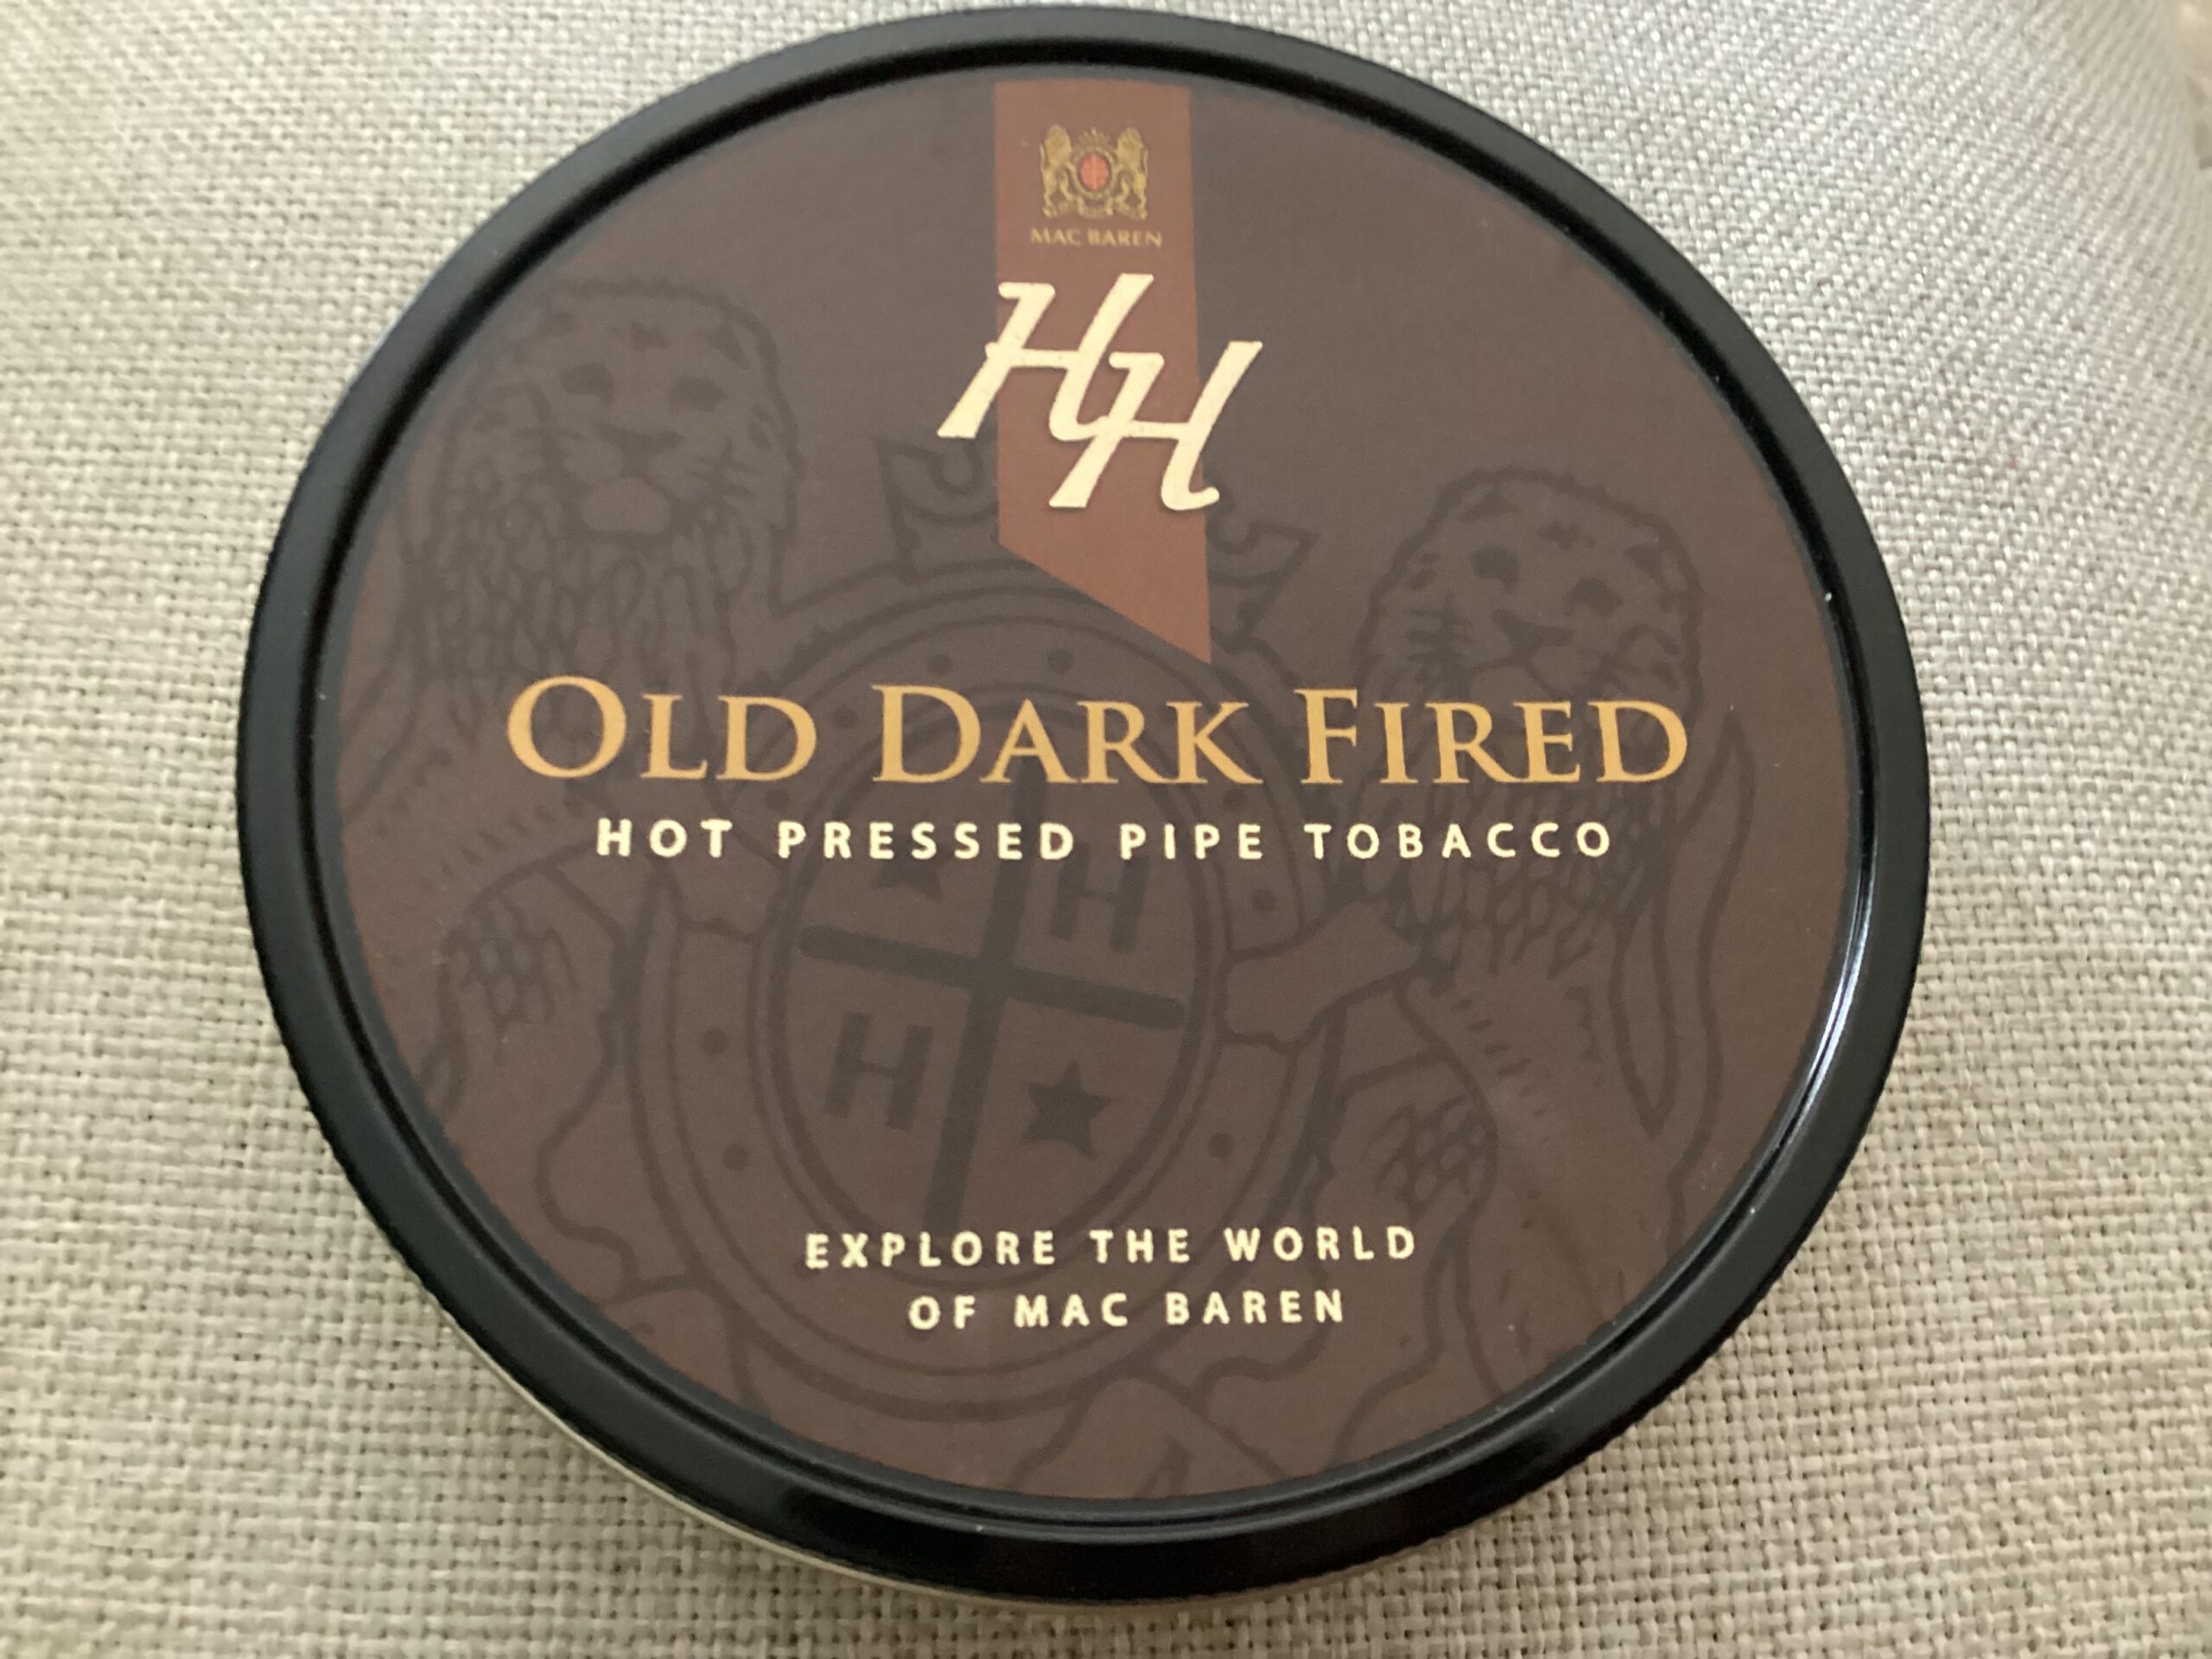 MAC BAREN
HH
OLD DARK FIRED
HOT PRESSED PIPE TOBACCO
H
H
EXPLORE THE WORLD
OF MAC BAREN